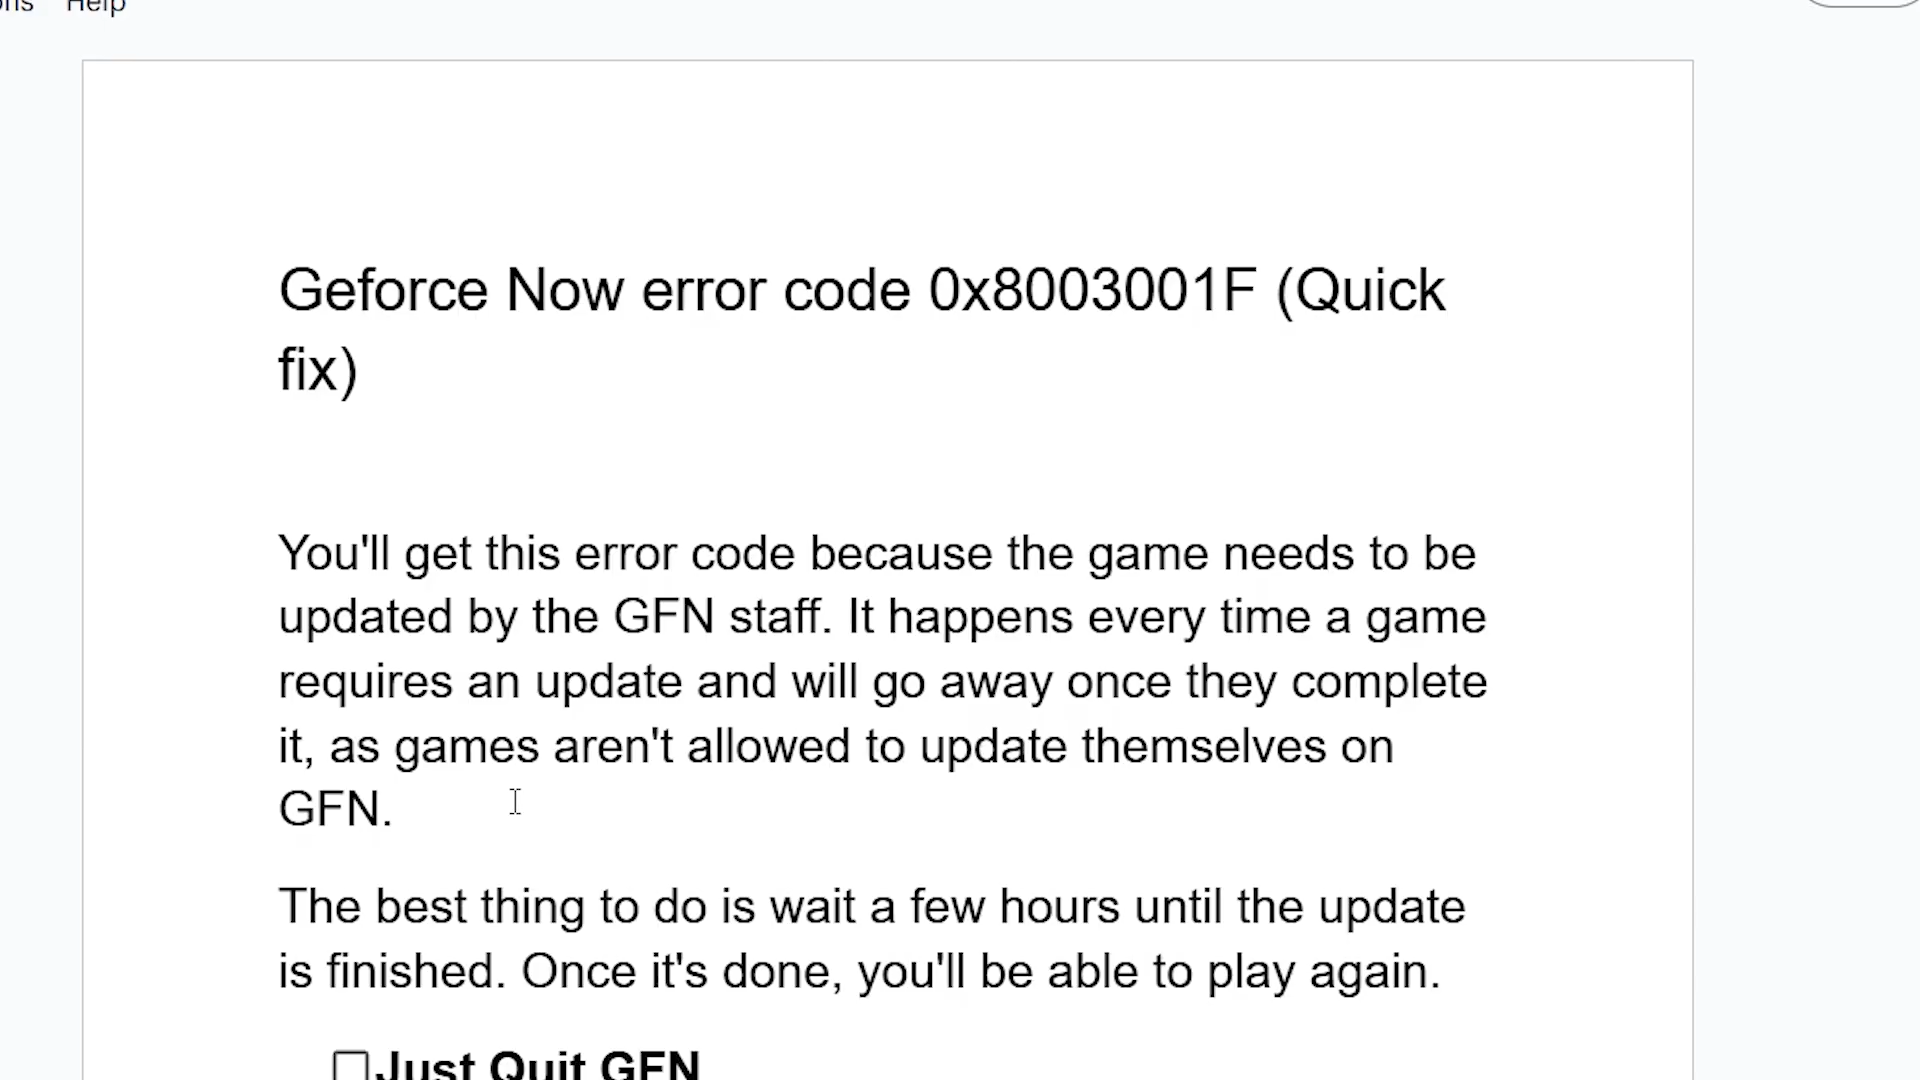 Help
Geforce Now error code 0x8003001F (Quick
fix)
You'll get this error code because the game needs to be
updated by the GFN staff. It happens every time a game
requires an update and will go away once they complete
it, as games aren't allowed to update themselves on
GFN.
The best thing to do is wait a few hours until the update
is finished. Once it's done, you'll be able to play again.
Just Quit GFN